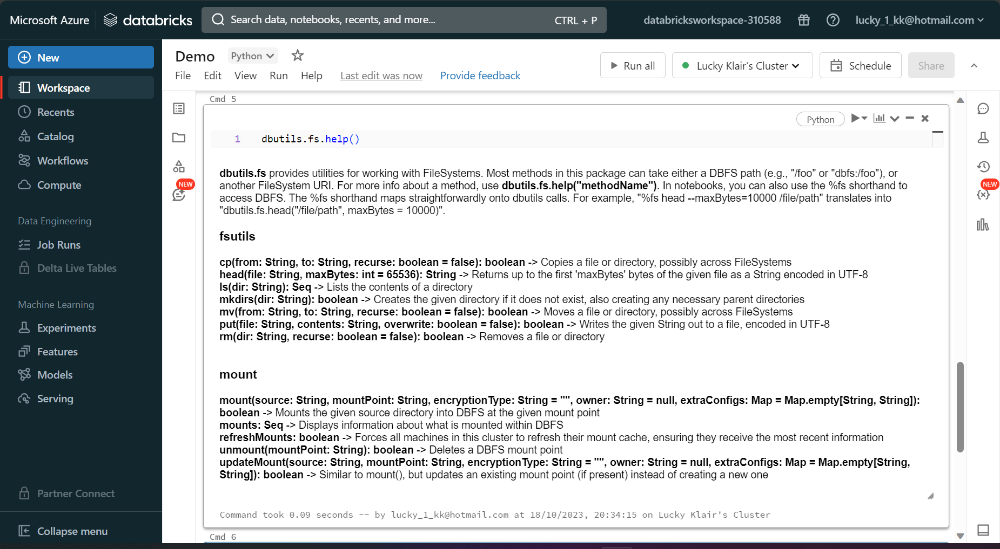 Microsoft Azure databricks Search data, notebooks, recents, and more... CTRL + P databricksworkspace-310588 lucky_1_kk@hotmail.com
New
Workspace
Recents
Catalog
Workflows
Compute
Data Engineering
Job Runs
Delta Live Tables
Machine Learning
Experiments
Features
Models
Serving
Partner Connect
Collapse menu
Demo Python
File Edit View Run Help Last edit was now Provide feedback
Run all Lucky Klair's Cluster Schedule Share
NEW
Cmd 5
Python
1 dbutils.fs.help()
dbutils.fs provides utilities for working with FileSystems. Most methods in this package can take either a DBFS path (e.g., "/foo" or "dbfs:/foo"), or
another FileSystem URI. For more info about a method, use dbutils.fs.help("methodName"). In notebooks, you can also use the %fs shorthand to
access DBFS. The %fs shorthand maps straightforwardly onto dbutils calls. For example, "%fs head --maxBytes=10000 /file/path" translates into
"dbutils.fs.head("/file/path", maxBytes = 10000)".
fsutils
cp(from: String, to: String, recurse: boolean = false): boolean -> Copies a file or directory, possibly across FileSystems
head(file: String, maxBytes: int = 65536): String -> Returns up to the first 'maxBytes' bytes of the given file as a String encoded in UTF-8
ls(dir: String): Seq -> Lists the contents of a directory
mkdirs(dir: String): boolean -> Creates the given directory if it does not exist, also creating any necessary parent directories
mv(from: String, to: String, recurse: boolean = false): boolean -> Moves a file or directory, possibly across FileSystems
put(file: String, contents: String, overwrite: boolean = false): boolean -> Writes the given String out to a file, encoded in UTF-8
rm(dir: String, recurse: boolean = false): boolean -> Removes a file or directory
mount
mount(source: String, mountPoint: String, encryptionType: String = "", owner: String = null, extraConfigs: Map = Map.empty[String, String]):
boolean -> Mounts the given source directory into DBFS at the given mount point
mounts: Seq -> Displays information about what is mounted within DBFS
refreshMounts: boolean -> Forces all machines in this cluster to refresh their mount cache, ensuring they receive the most recent information
unmount(mountPoint: String): boolean -> Deletes a DBFS mount point
updateMount(source: String, mountPoint: String, encryptionType: String = "", owner: String = null, extraConfigs: Map = Map.empty[String,
String]): boolean -> Similar to mount(), but updates an existing mount point (if present) instead of creating a new one
Command took 0.09 seconds -- by lucky_1_kk@hotmail.com at 18/10/2023, 20:34:15 on Lucky Klair's Cluster
Cmd 6
NEW